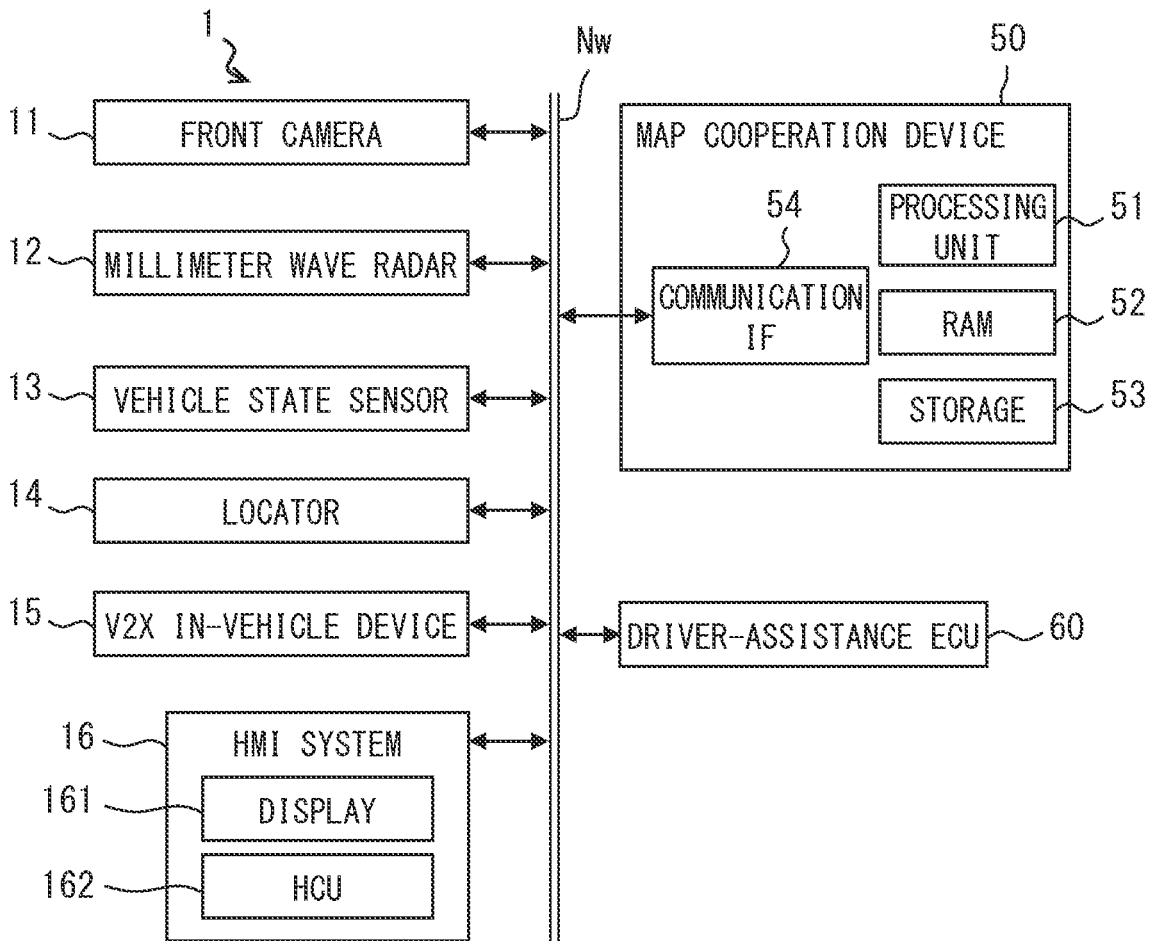 1
Nw
50
11
FRONT CAMERA
MAP COOPERATION DEVICE
54
PROCESSING
UNIT
51
12
MILLIMETER WAVE RADAR
COMMUNICATION
IF
RAM
52
13
VEHICLE STATE SENSOR
STORAGE
53
14
LOCATOR
15
V2X IN-VEHICLE DEVICE
DRIVER-ASSISTANCE ECU
60
16
HMI SYSTEM
161
DISPLAY
162
HCU